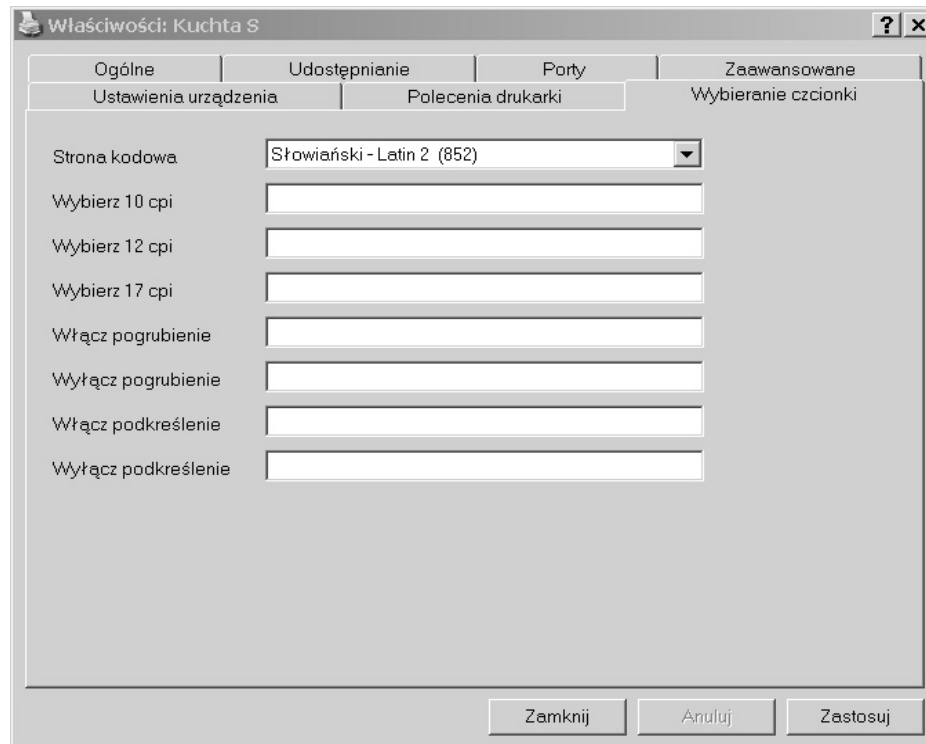 Właściwości: Kuchta S
Ogólne Udostępnianie Porty Zaawansowane
Ustawienia urządzenia Polecenia drukarki Wybieranie czcionki
Strona kodowa Słowiański - Latin 2 (852)
Wybierz 10 cpi
Wybierz 12 cpi
Wybierz 17 cpi
Włącz pogrubienie
Wyłącz pogrubienie
Włącz podkreślenie
Wyłącz podkreślenie
Zamknij Anuluj Zastosuj